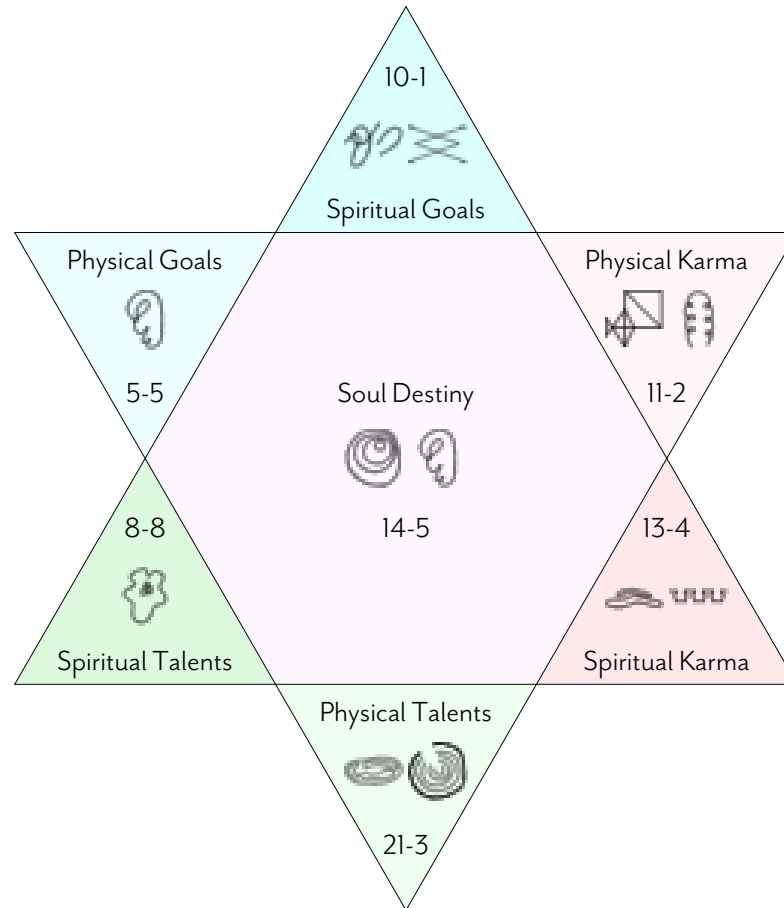 10-1
Spiritual Goals
Physical Goals
5-5
Physical Karma
11-2
Soul Destiny
14-5
8-8
Spiritual Talents
13-4
Spiritual Karma
Physical Talents
21-3